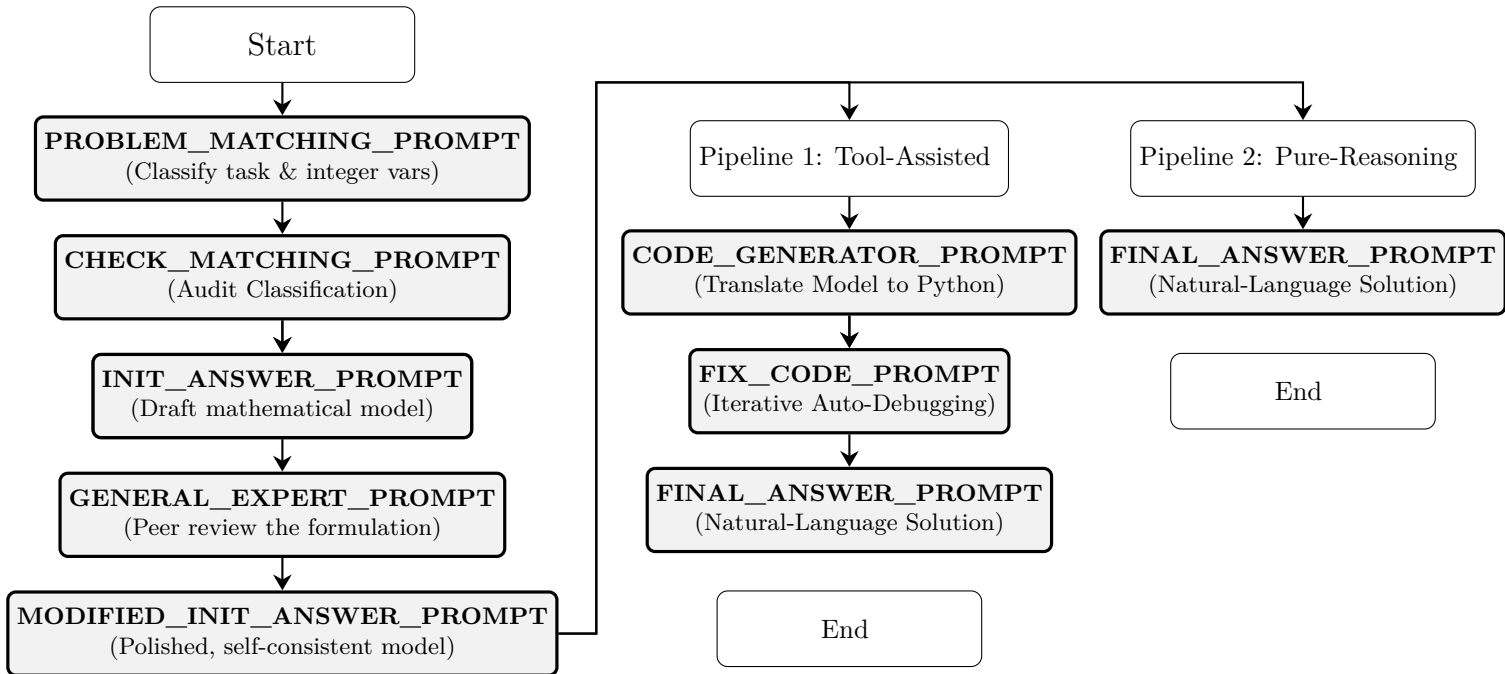 Start
PROBLEM_MATCHING_PROMPT
(Classify task & integer vars)
CHECK_MATCHING_PROMPT
(Audit Classification)
INIT_ANSWER_PROMPT
(Draft mathematical model)
GENERAL_EXPERT_PROMPT
(Peer review the formulation)
MODIFIED_INIT_ANSWER_PROMPT
(Polished, self-consistent model)
Pipeline 1: Tool-Assisted
CODE_GENERATOR_PROMPT
(Translate Model to Python)
FIX_CODE_PROMPT
(Iterative Auto-Debugging)
FINAL_ANSWER_PROMPT
(Natural-Language Solution)
End
Pipeline 2: Pure-Reasoning
FINAL_ANSWER_PROMPT
(Natural-Language Solution)
End